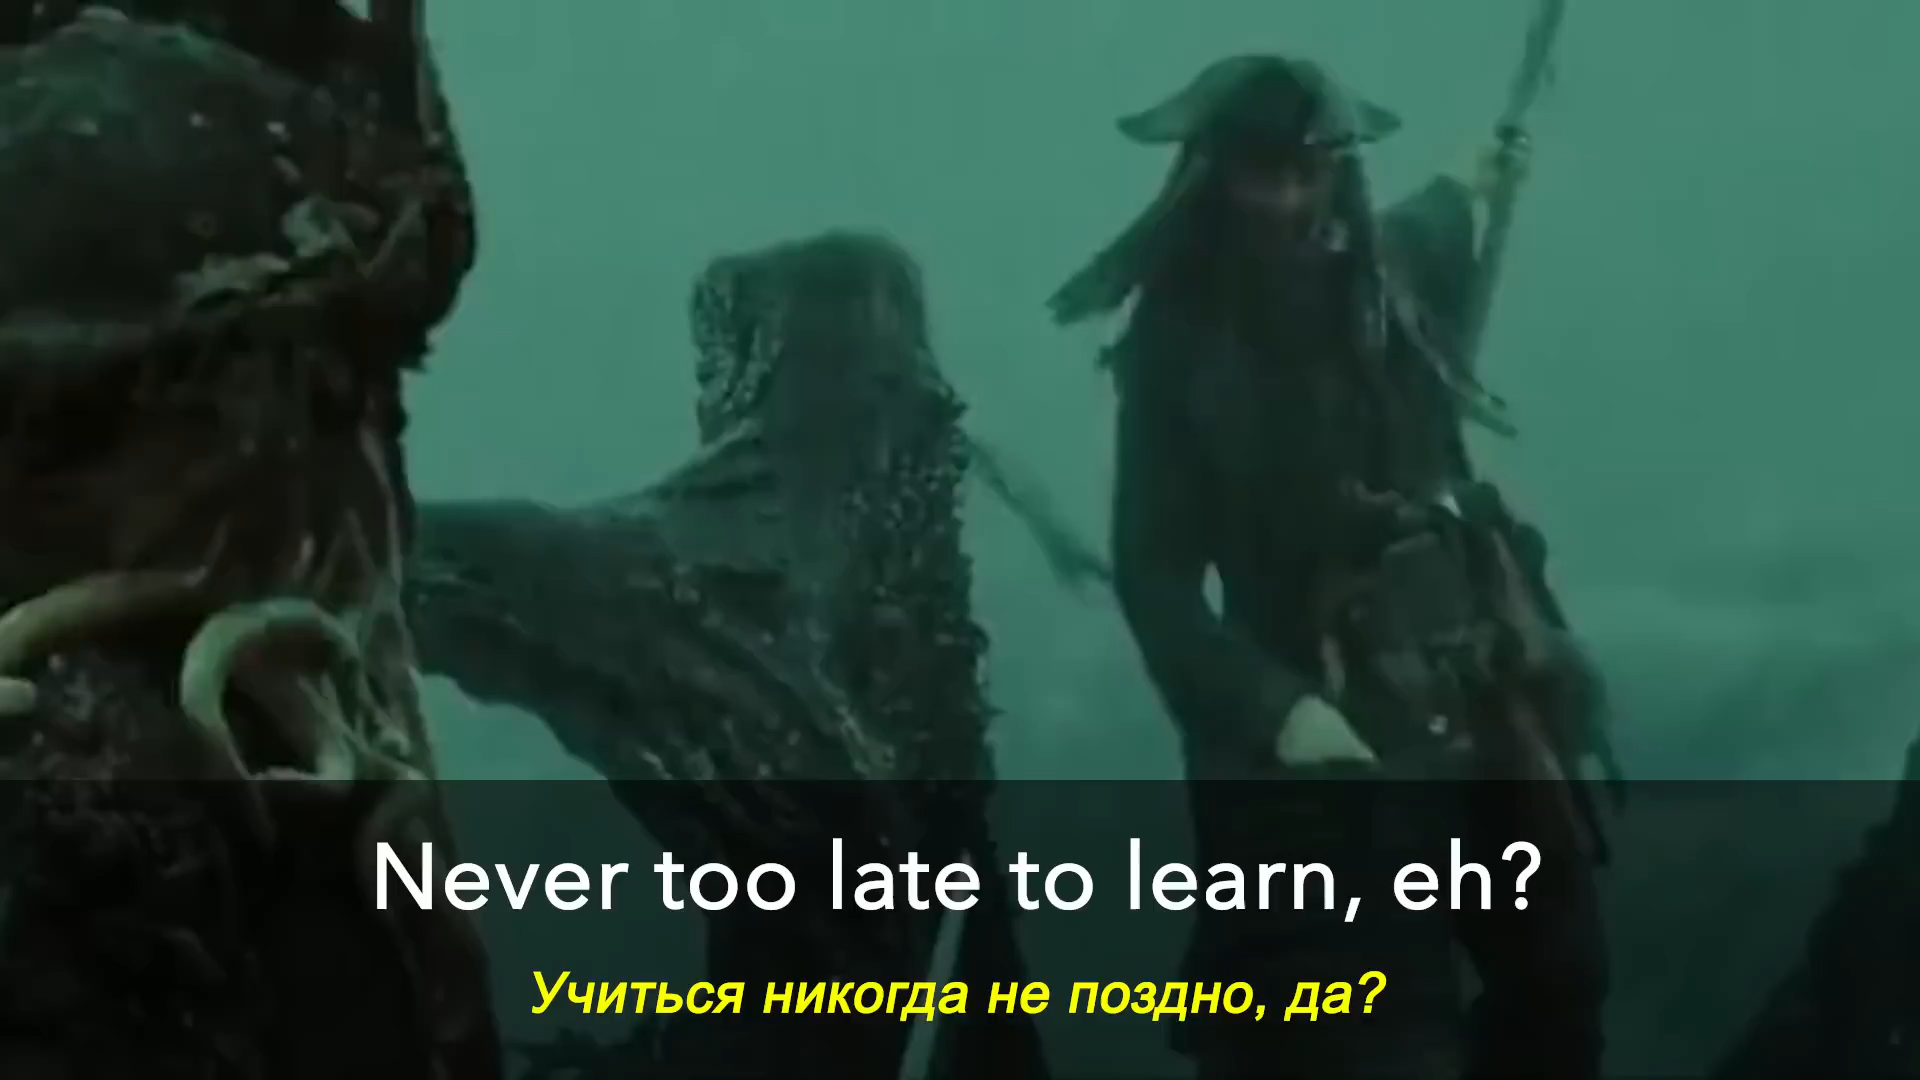 Never too late to learn, eh?
Учиться никогда не поздно, да?